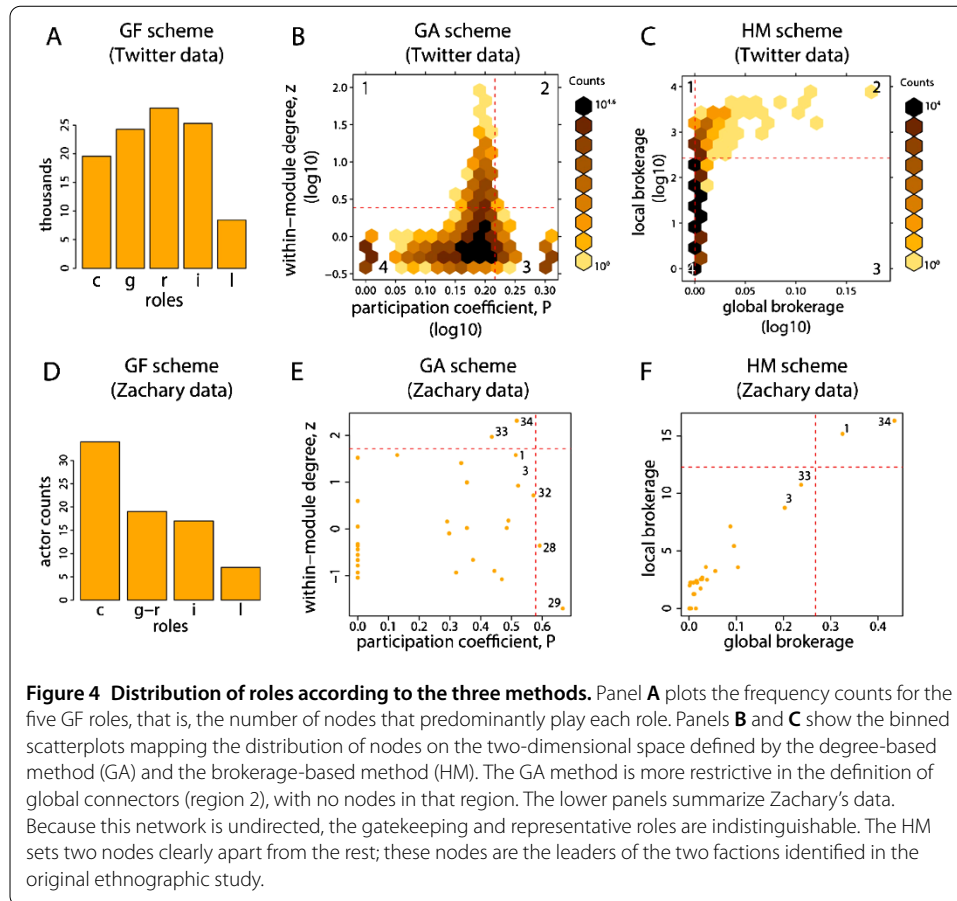 A
GF scheme
(Twitter data)
thousands
0 5 10 15 20 25
c g r i l
roles
B
GA scheme
(Twitter data)
within−module degree, z
(log10)
2.0
1.5
1.0
0.5
0.0
−0.5
1 2
4 3
0.00 0.05 0.10 0.15 0.20 0.25 0.30
participation coefficient, P
(log10)
Counts
10^1.6
10^0
C
HM scheme
(Twitter data)
local brokerage
(log10)
4
3
2
1
0
1 2
4 3
0.00 0.05 0.10 0.15
global brokerage
(log10)
Counts
10^4
10^0
D
GF scheme
(Zachary data)
actor counts
0 5 10 15 20 25 30
c g−r i l
roles
E
GA scheme
(Zachary data)
within−module degree, z
2
1
0
−1
34
33
1
3
32
28
29
0.0 0.1 0.2 0.3 0.4 0.5 0.6
participation coefficient, P
F
HM scheme
(Zachary data)
local brokerage
15
10
5
0
34
1
33
3
0.0 0.1 0.2 0.3 0.4
global brokerage
Figure 4 Distribution of roles according to the three methods. Panel A plots the frequency counts for the
five GF roles, that is, the number of nodes that predominantly play each role. Panels B and C show the binned
scatterplots mapping the distribution of nodes on the two-dimensional space defined by the degree-based
method (GA) and the brokerage-based method (HM). The GA method is more restrictive in the definition of
global connectors (region 2), with no nodes in that region. The lower panels summarize Zachary's data.
Because this network is undirected, the gatekeeping and representative roles are indistinguishable. The HM
sets two nodes clearly apart from the rest; these nodes are the leaders of the two factions identified in the
original ethnographic study.